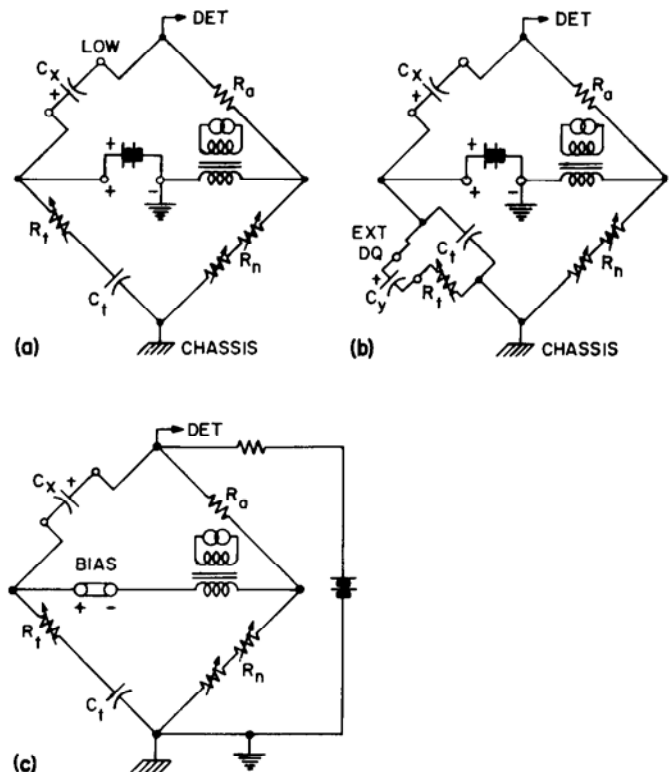 DET
LOW
Cx
+
Ra
+
+
-
Rt
Rn
Ct
(a)
CHASSIS
DET
Cx
+
Ra
+
+
-
EXT
DQ
Ct
+
Cy
Rt
Rn
(b)
CHASSIS
DET
Cx
+
Ra
BIAS
+ -
Rt
Rn
Ct
(c)